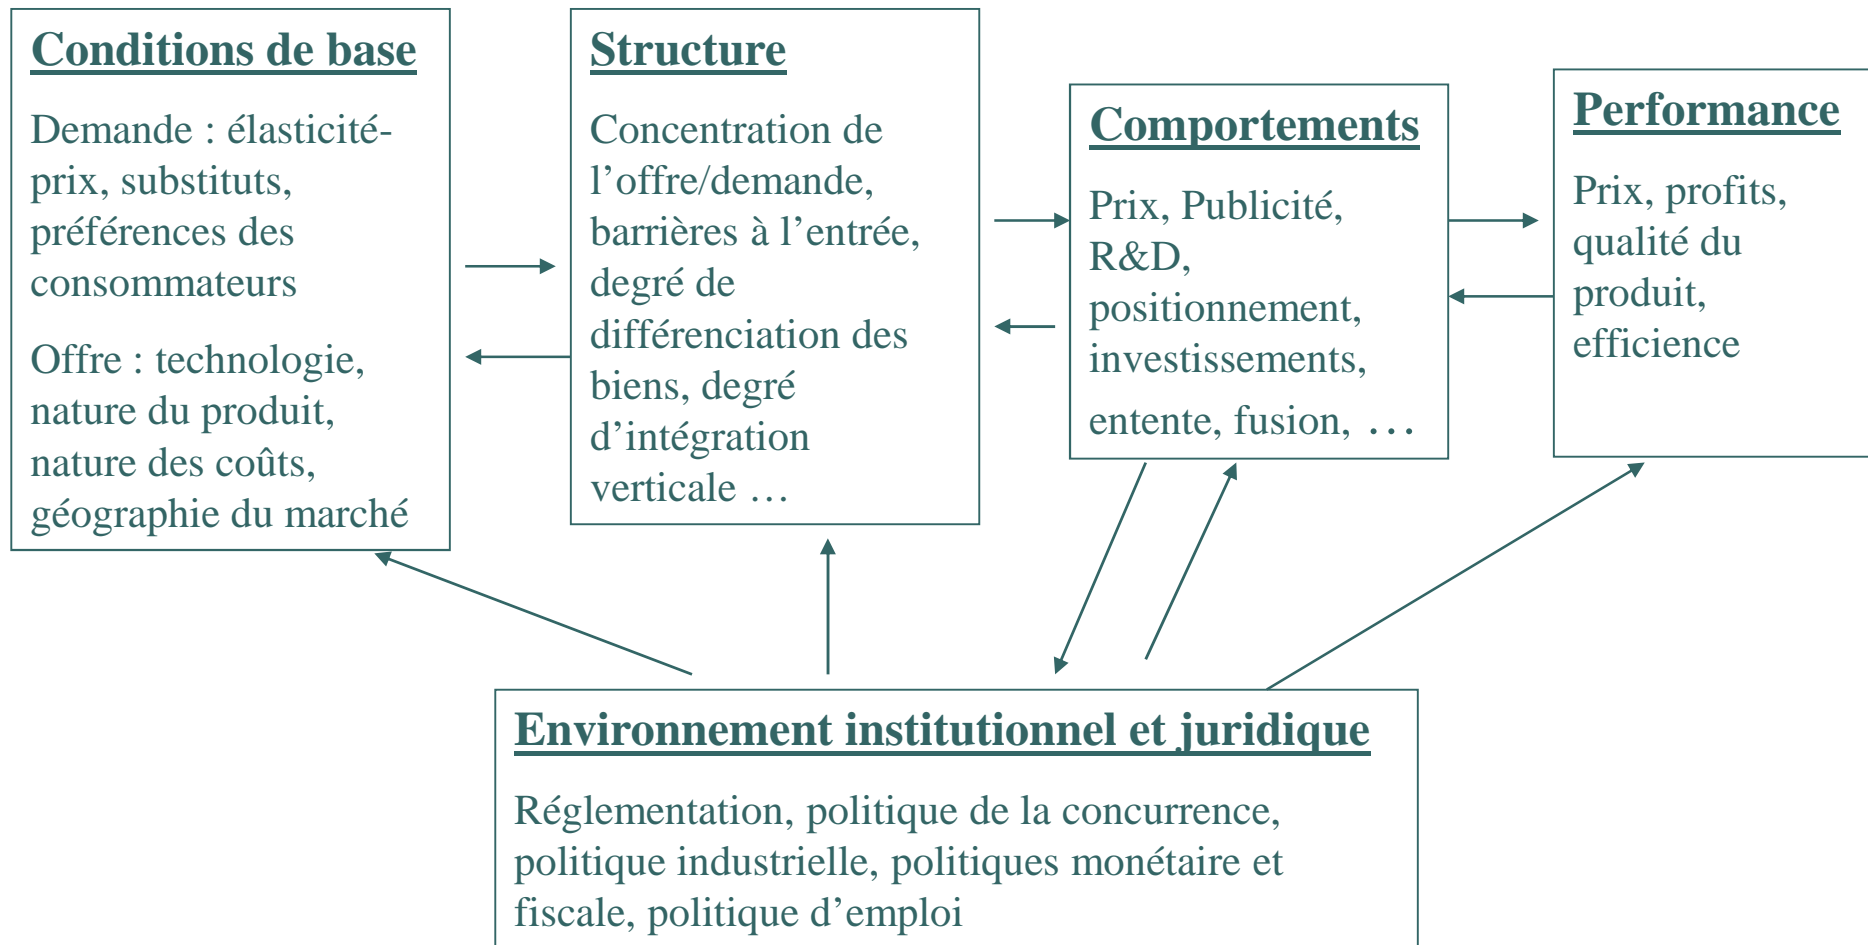 Conditions de base
Demande : élasticité-
prix, substituts,
préférences des
consommateurs
Offre : technologie,
nature du produit,
nature des coûts,
géographie du marché
Structure
Concentration de
l’offre/demande,
barrières à l’entrée,
degré de
différenciation des
biens, degré
d’intégration
verticale …
Comportements
Prix, Publicité,
R&D,
positionnement,
investissements,
entente, fusion, …
Performance
Prix, profits,
qualité du
produit,
efficience
Environnement institutionnel et juridique
Réglementation, politique de la concurrence,
politique industrielle, politiques monétaire et
fiscale, politique d’emploi